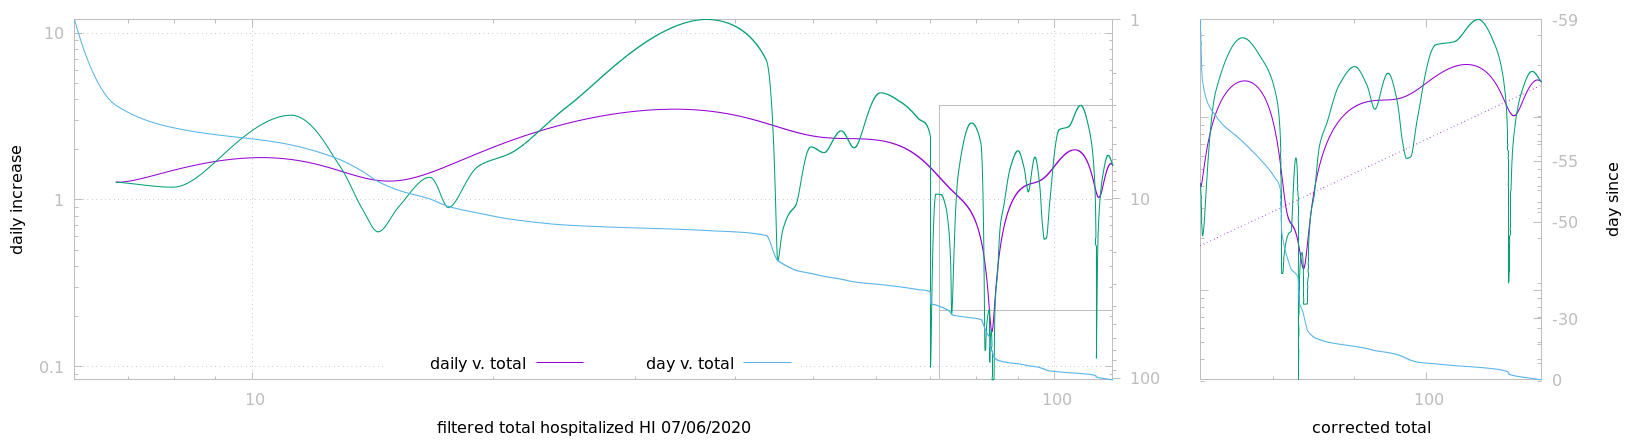 daily increase
10
1
0.1
daily v. total
day v. total
10
100
filtered total hospitalized HI 07/06/2020
1
10
100
100
corrected total
-59
-55
-50
-30
0
day since